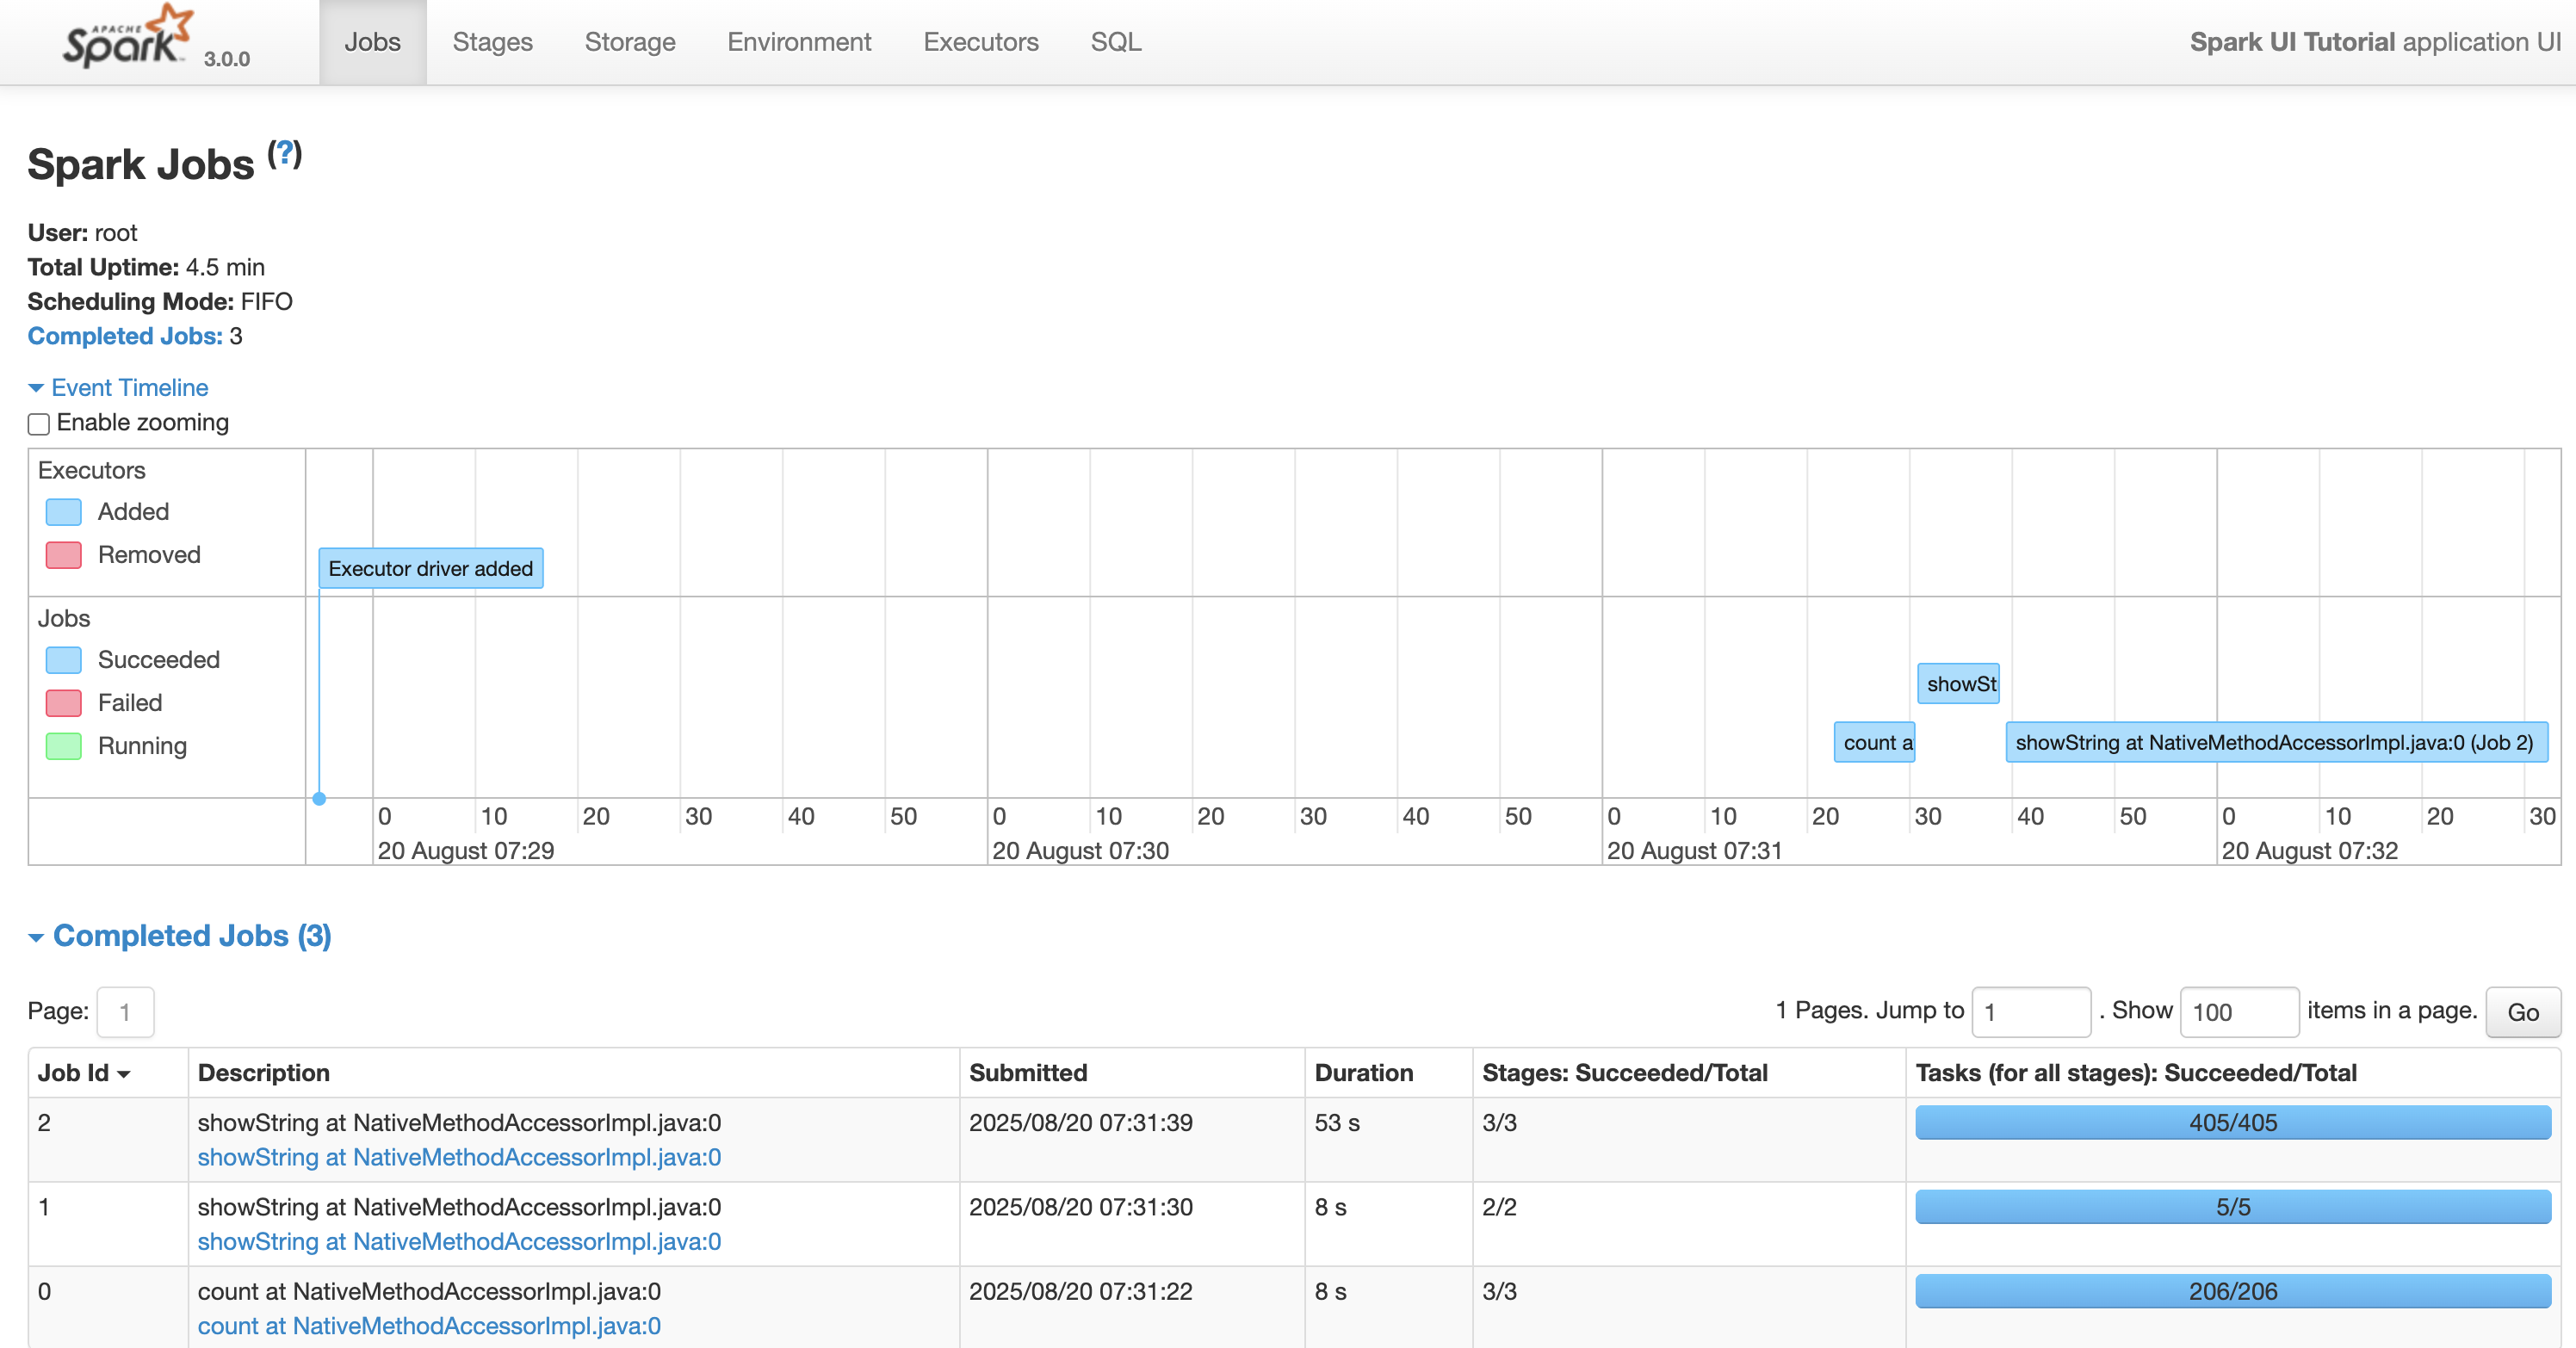 APACHE
Spark 3.0.0
Jobs Stages Storage Environment Executors SQL Spark UI Tutorial application UI
Spark Jobs (?)
User: root
Total Uptime: 4.5 min
Scheduling Mode: FIFO
Completed Jobs: 3
Event Timeline
Enable zooming
Executors
Added
Removed
Executor driver added
Jobs
Succeeded
Failed
Running
showSt
count a
showString at NativeMethodAccessorImpl.java:0 (Job 2)
0 10 20 30 40 50 0 10 20 30 40 50 0 10 20 30 40 50 0 10 20 30
20 August 07:29 20 August 07:30 20 August 07:31 20 August 07:32
Completed Jobs (3)
Page: 1 1 Pages. Jump to 1 . Show 100 items in a page. Go
Job Id Description Submitted Duration Stages: Succeeded/Total Tasks (for all stages): Succeeded/Total
2 showString at NativeMethodAccessorImpl.java:0 2025/08/20 07:31:39 53 s 3/3 405/405
showString at NativeMethodAccessorImpl.java:0
1 showString at NativeMethodAccessorImpl.java:0 2025/08/20 07:31:30 8 s 2/2 5/5
showString at NativeMethodAccessorImpl.java:0
0 count at NativeMethodAccessorImpl.java:0 2025/08/20 07:31:22 8 s 3/3 206/206
count at NativeMethodAccessorImpl.java:0